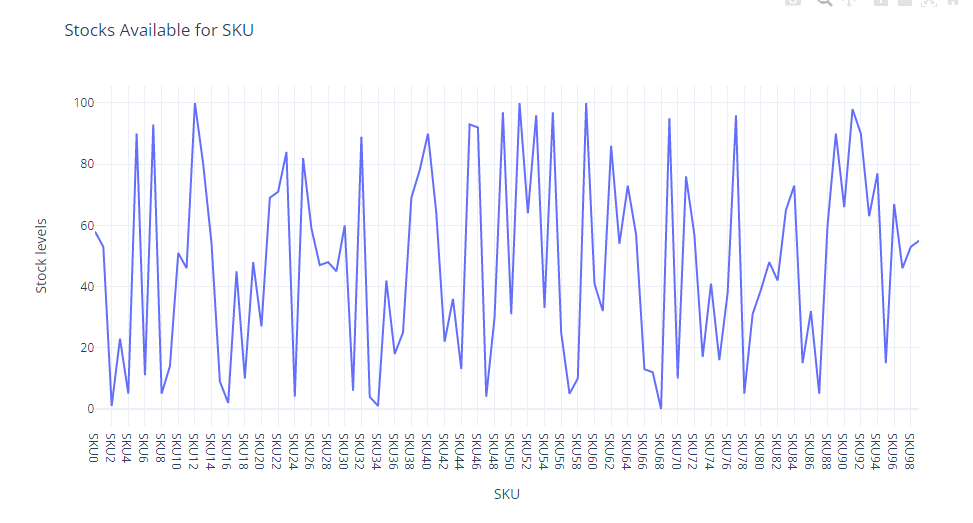 Stocks Available for SKU
100
80
60
40
20
0
Stock levels
SKU0
SKU2
SKU4
SKU6
SKU8
SKU10
SKU12
SKU14
SKU16
SKU18
SKU20
SKU22
SKU24
SKU26
SKU28
SKU30
SKU32
SKU34
SKU36
SKU38
SKU40
SKU42
SKU44
SKU46
SKU48
SKU50
SKU52
SKU54
SKU56
SKU58
SKU60
SKU62
SKU64
SKU66
SKU68
SKU70
SKU72
SKU74
SKU76
SKU78
SKU80
SKU82
SKU84
SKU86
SKU88
SKU90
SKU92
SKU94
SKU96
SKU98
SKU